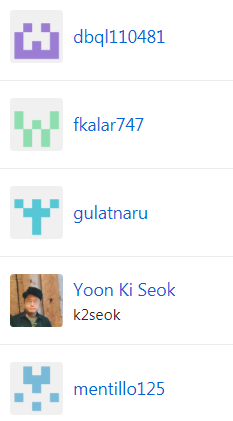 dbql110481
fkalar747
gulatnaru
Yoon Ki Seok
k2seok
mentillo125